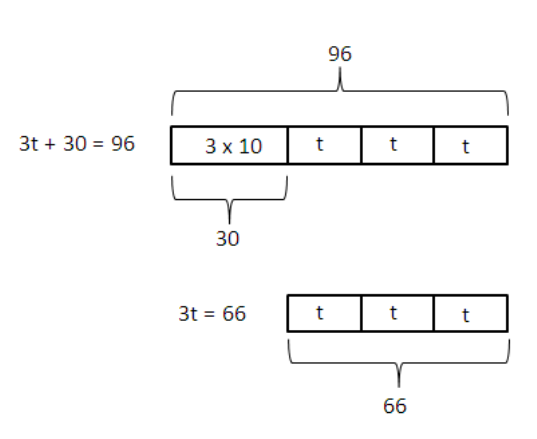 96
3t + 30 = 96
3 x 10 t t t
30
3t = 66
t t t
66